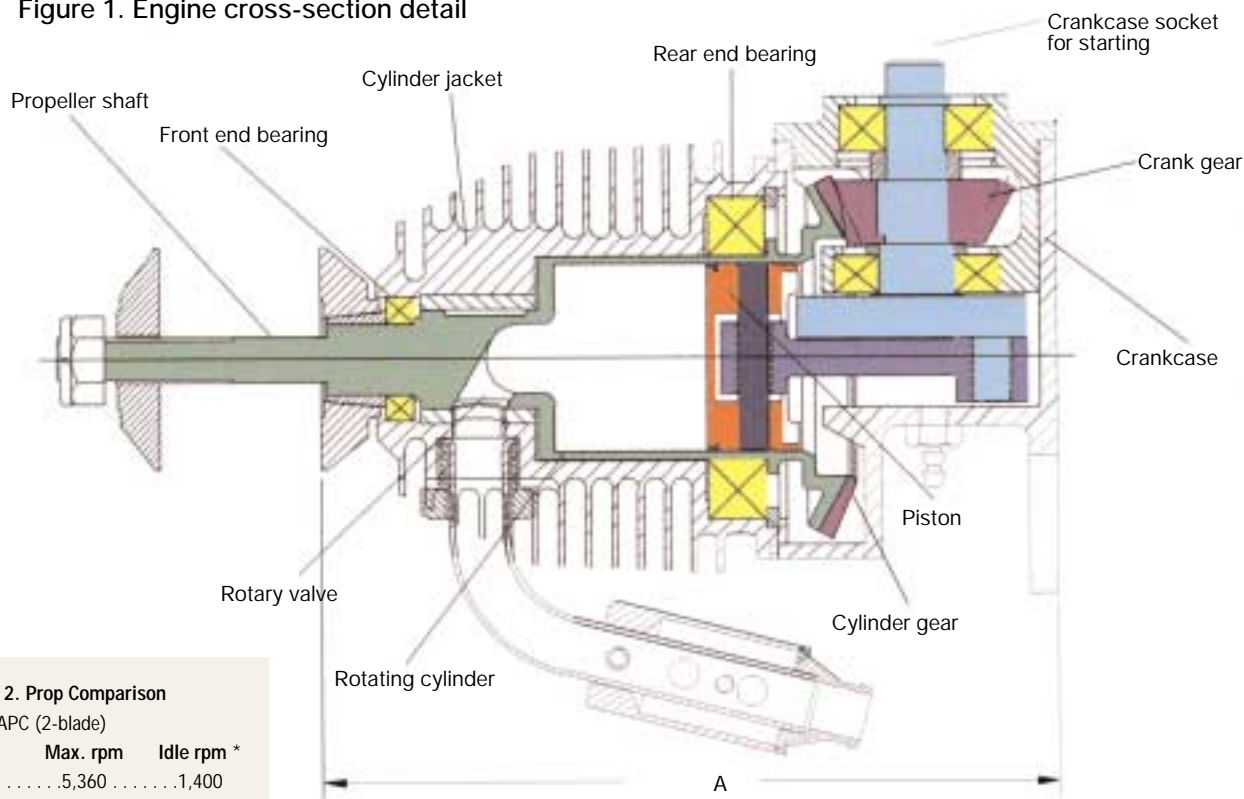 Figure 1. Engine cross-section detail
Crankcase socket
for starting
Rear end bearing
Cylinder jacket
Propeller shaft
Front end bearing
Crank gear
Crankcase
Piston
Rotary valve
Cylinder gear
Rotating cylinder
2. Prop Comparison
APC (2-blade)
Max. rpm Idle rpm *
. . . . . .5,360 . . . . . . .1,400
A